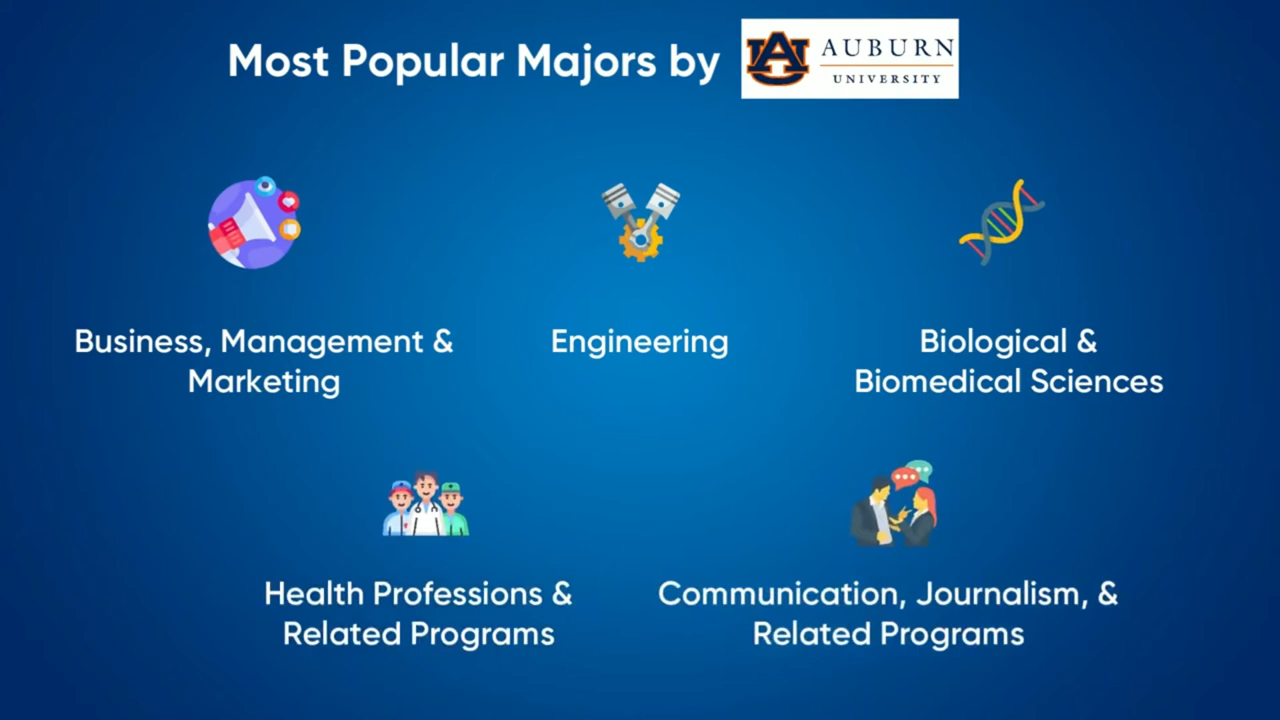 Most Popular Majors by
AUBURN
UNIVERSITY
Business, Management &
Marketing
Engineering
Biological &
Biomedical Sciences
Health Professions &
Related Programs
Communication, Journalism, &
Related Programs